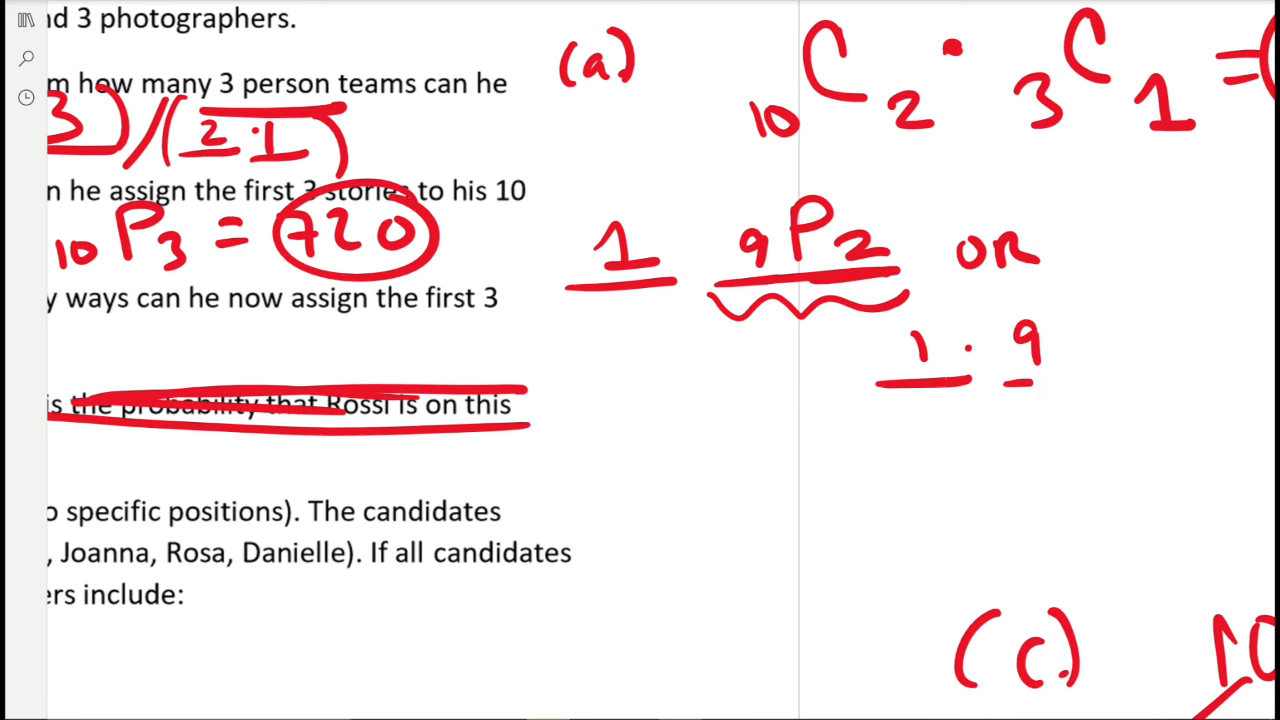 nd 3 photographers.
(a) 10C2 · 3C1 =
m how many 3 person teams can he
3)/(2·1)
n he assign the first 3 stories to his 10
10P3 = 720
1 9P2 OR
y ways can he now assign the first 3
1 · 9
is the probability that Rossi is on this
o specific positions). The candidates
, Joanna, Rosa, Danielle). If all candidates
ers include:
(c) 10